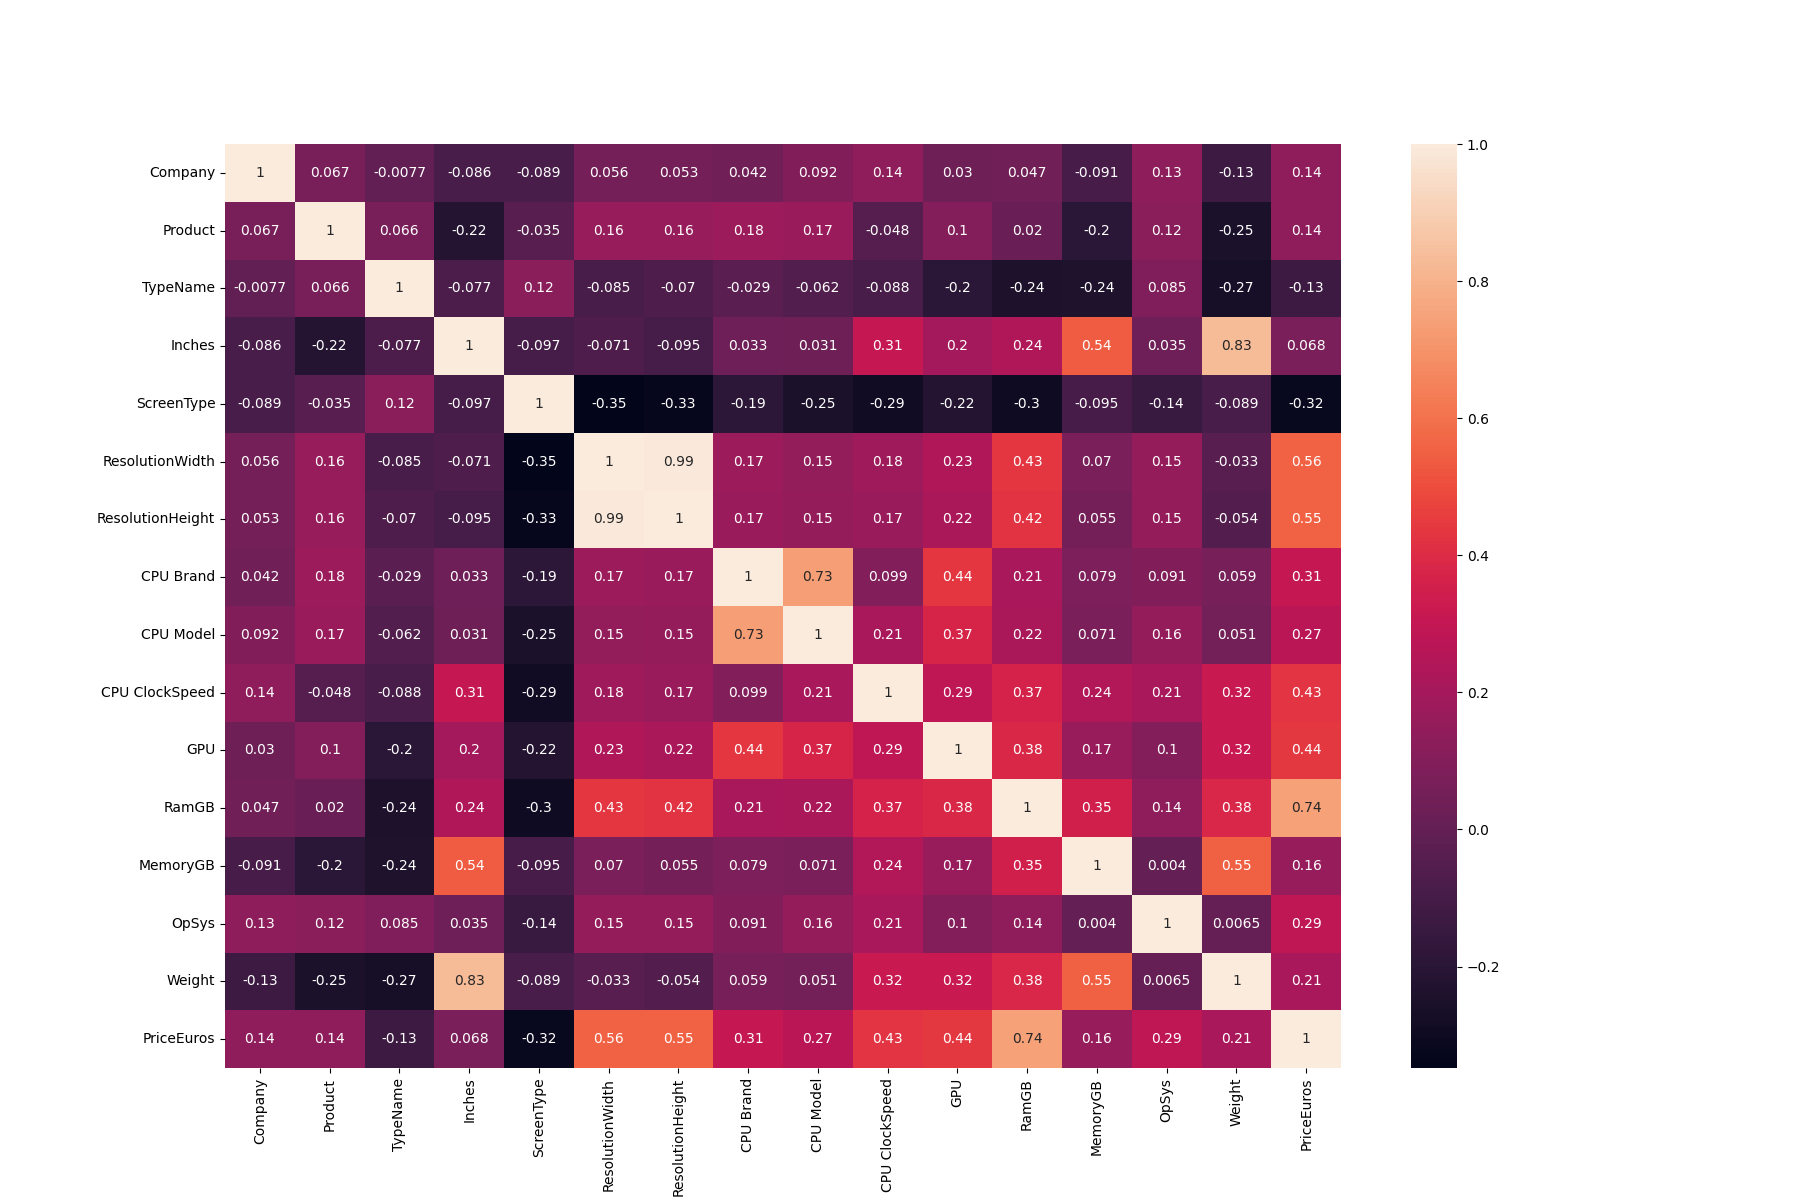 Company 1 0.067 -0.0077 -0.086 -0.089 0.056 0.053 0.042 0.092 0.14 0.03 0.047 -0.091 0.13 -0.13 0.14
Product 0.067 1 0.066 -0.22 -0.035 0.16 0.16 0.18 0.17 -0.048 0.1 0.02 -0.2 0.12 -0.25 0.14
TypeName -0.0077 0.066 1 -0.077 0.12 -0.085 -0.07 -0.029 -0.062 -0.088 -0.2 -0.24 -0.24 0.085 -0.27 -0.13
Inches -0.086 -0.22 -0.077 1 -0.097 -0.071 -0.095 0.033 0.031 0.31 0.2 0.24 0.54 0.035 0.83 0.068
ScreenType -0.089 -0.035 0.12 -0.097 1 -0.35 -0.33 -0.19 -0.25 -0.29 -0.22 -0.3 -0.095 -0.14 -0.089 -0.32
ResolutionWidth 0.056 0.16 -0.085 -0.071 -0.35 1 0.99 0.17 0.15 0.18 0.23 0.43 0.07 0.15 -0.033 0.56
ResolutionHeight 0.053 0.16 -0.07 -0.095 -0.33 0.99 1 0.17 0.15 0.17 0.22 0.42 0.055 0.15 -0.054 0.55
CPU Brand 0.042 0.18 -0.029 0.033 -0.19 0.17 0.17 1 0.73 0.099 0.44 0.21 0.079 0.091 0.059 0.31
CPU Model 0.092 0.17 -0.062 0.031 -0.25 0.15 0.15 0.73 1 0.21 0.37 0.22 0.071 0.16 0.051 0.27
CPU ClockSpeed 0.14 -0.048 -0.088 0.31 -0.29 0.18 0.17 0.099 0.21 1 0.29 0.37 0.24 0.21 0.32 0.43
GPU 0.03 0.1 -0.2 0.2 -0.22 0.23 0.22 0.44 0.37 0.29 1 0.38 0.17 0.1 0.32 0.44
RamGB 0.047 0.02 -0.24 0.24 -0.3 0.43 0.42 0.21 0.22 0.37 0.38 1 0.35 0.14 0.38 0.74
MemoryGB -0.091 -0.2 -0.24 0.54 -0.095 0.07 0.055 0.079 0.071 0.24 0.17 0.35 1 0.004 0.55 0.16
OpSys 0.13 0.12 0.085 0.035 -0.14 0.15 0.15 0.091 0.16 0.21 0.1 0.14 0.004 1 0.0065 0.29
Weight -0.13 -0.25 -0.27 0.83 -0.089 -0.033 -0.054 0.059 0.051 0.32 0.32 0.38 0.55 0.0065 1 0.21
PriceEuros 0.14 0.14 -0.13 0.068 -0.32 0.56 0.55 0.31 0.27 0.43 0.44 0.74 0.16 0.29 0.21 1
Company
Product
TypeName
Inches
ScreenType
ResolutionWidth
ResolutionHeight
CPU Brand
CPU Model
CPU ClockSpeed
GPU
RamGB
MemoryGB
OpSys
Weight
PriceEuros
1.0
0.8
0.6
0.4
0.2
0.0
−0.2